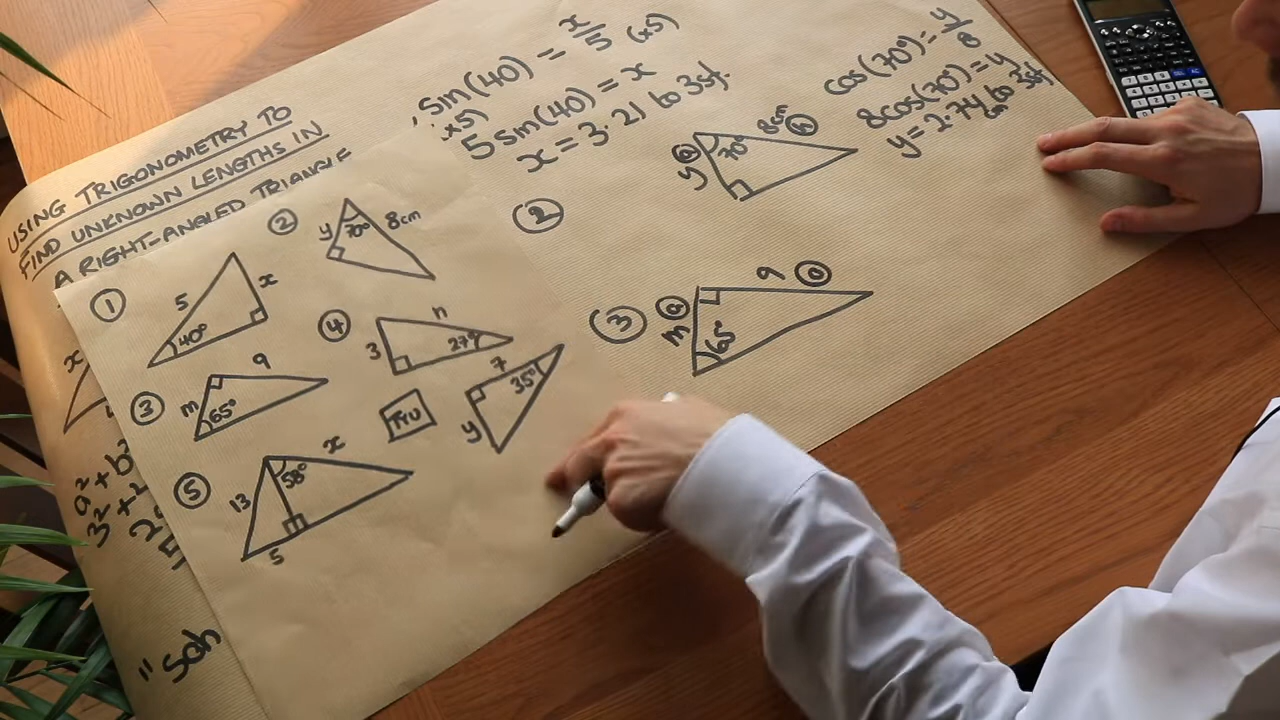 USING TRIGONOMETRY TO
FIND UNKNOWN LENGTHS IN
A RIGHT-ANGLED TRIANGLE
① 5 x 40°
② y 70° 8cm
③ m 9 65°
④ 3 n 27°
TRY 7 35° y
⑤ 13 58° x 5
a² + b²
3² +
"Soh
sin(40) = x/5
(×5) (×5)
5 sin(40) = x
x = 3.21 to 3sf.
②
y a 70° 8cm h
cos(70°) = y/8
8cos(70°) = y
y = 2.74 to 3sf
cm
③ m a 65° 9 o